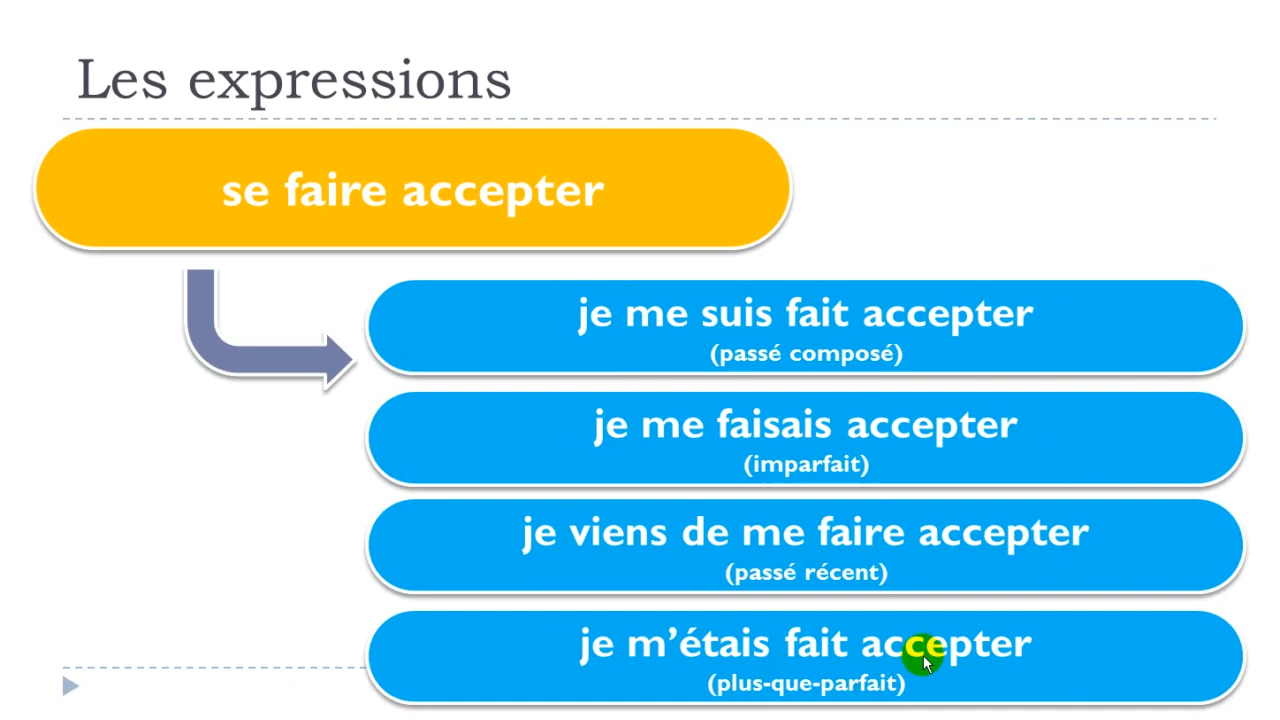 Les expressions
se faire accepter
je me suis fait accepter
(passé composé)
je me faisais accepter
(imparfait)
je viens de me faire accepter
(passé récent)
je m’étais fait accepter
(plus-que-parfait)